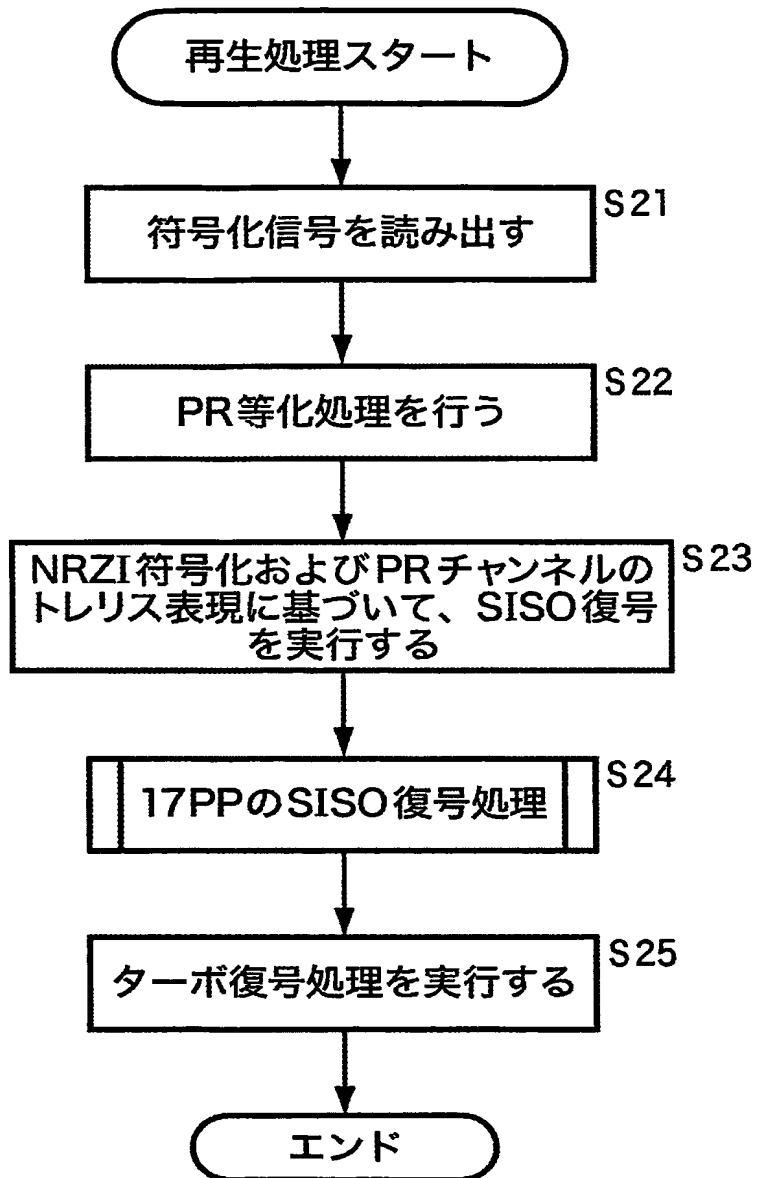 再生処理スタート
符号化信号を読み出す
S21
PR等化処理を行う
S22
NRZI符号化およびPRチャンネルの
トレリス表現に基づいて、SISO復号
を実行する
S23
17PPのSISO復号処理
S24
ターボ復号処理を実行する
S25
エンド